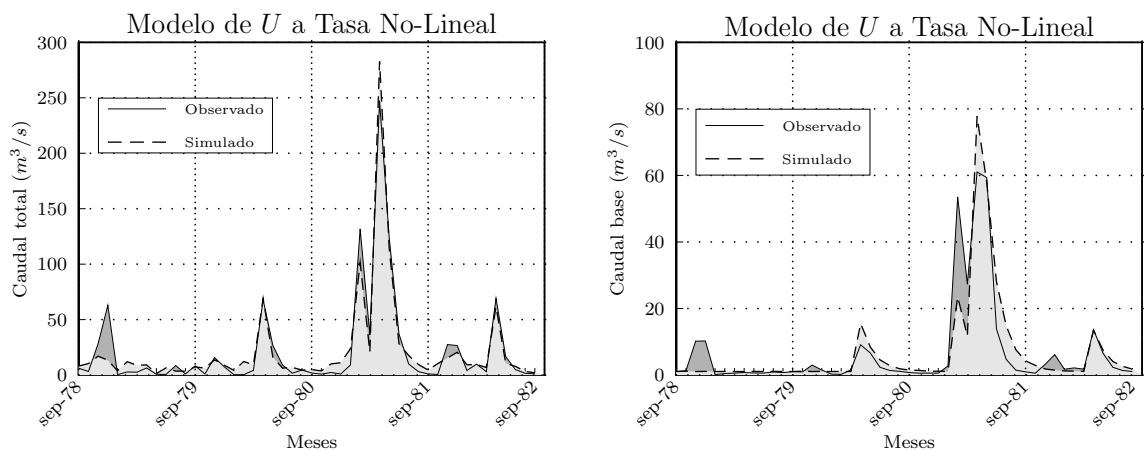 Modelo de U a Tasa No-Lineal
300
250
200
150
100
50
0
Caudal total (m³/s)
Observado
Simulado
sep-78
sep-79
sep-80
sep-81
sep-82
Meses
Modelo de U a Tasa No-Lineal
100
80
60
40
20
0
Caudal base (m³/s)
Observado
Simulado
sep-78
sep-79
sep-80
sep-81
sep-82
Meses